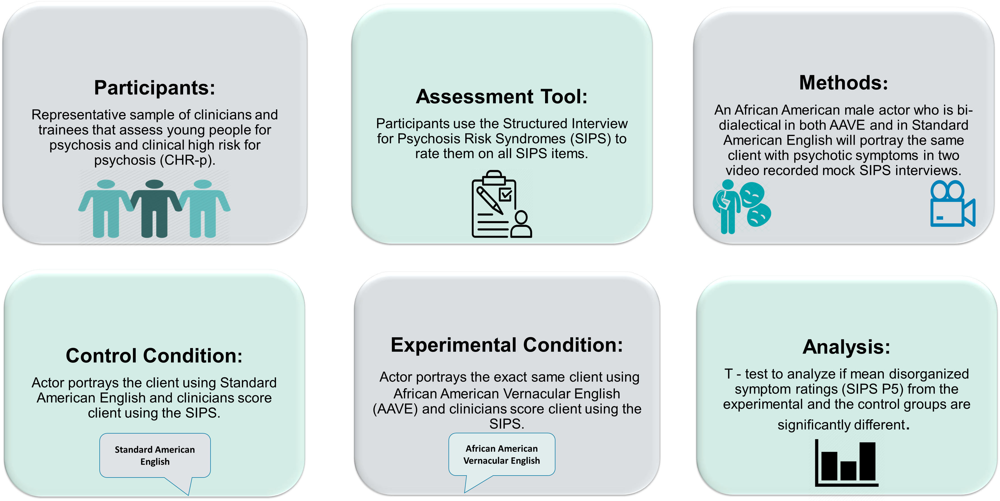 Participants:
Representative sample of clinicians and
trainees that assess young people for
psychosis and clinical high risk for
psychosis (CHR-p).
Assessment Tool:
Participants use the Structured Interview
for Psychosis Risk Syndromes (SIPS) to
rate them on all SIPS items.
Methods:
An African American male actor who is bi-
dialectical in both AAVE and in Standard
American English will portray the same
client with psychotic symptoms in two
video recorded mock SIPS interviews.
Control Condition:
Actor portrays the client using Standard
American English and clinicians score
client using the SIPS.
Standard American
English
Experimental Condition:
Actor portrays the exact same client using
African American Vernacular English
(AAVE) and clinicians score client using the
SIPS.
African American
Vernacular English
Analysis:
T - test to analyze if mean disorganized
symptom ratings (SIPS P5) from the
experimental and the control groups are
significantly different.